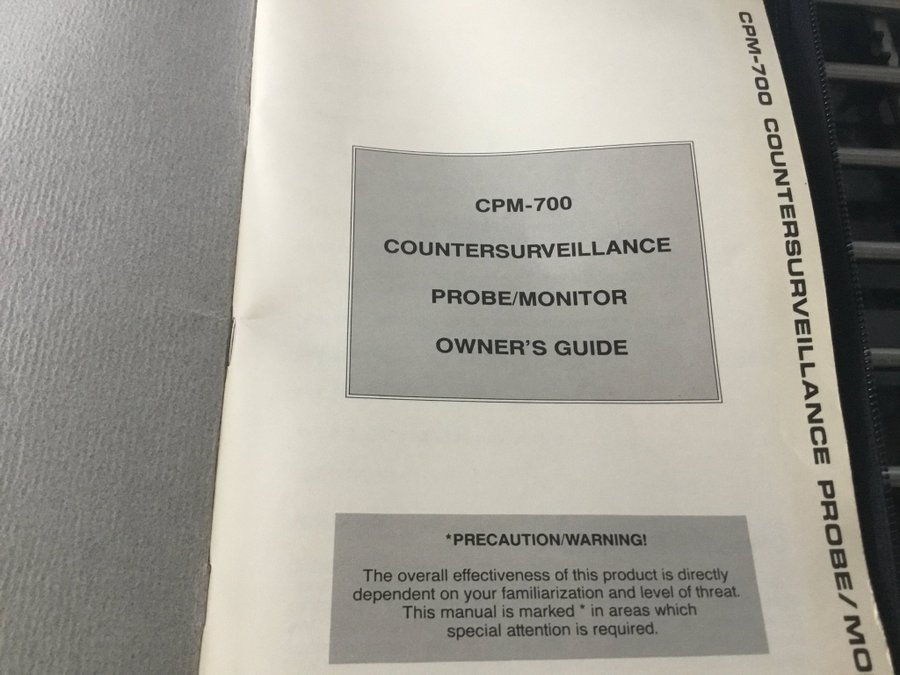 CPM-700
COUNTERSURVEILLANCE
PROBE/MONITOR
OWNER'S GUIDE
*PRECAUTION/WARNING!
The overall effectiveness of this product is directly
dependent on your familiarization and level of threat.
This manual is marked * in areas which
special attention is required.
CPM-700 COUNTERSURVEILLANCE PROBE/MO